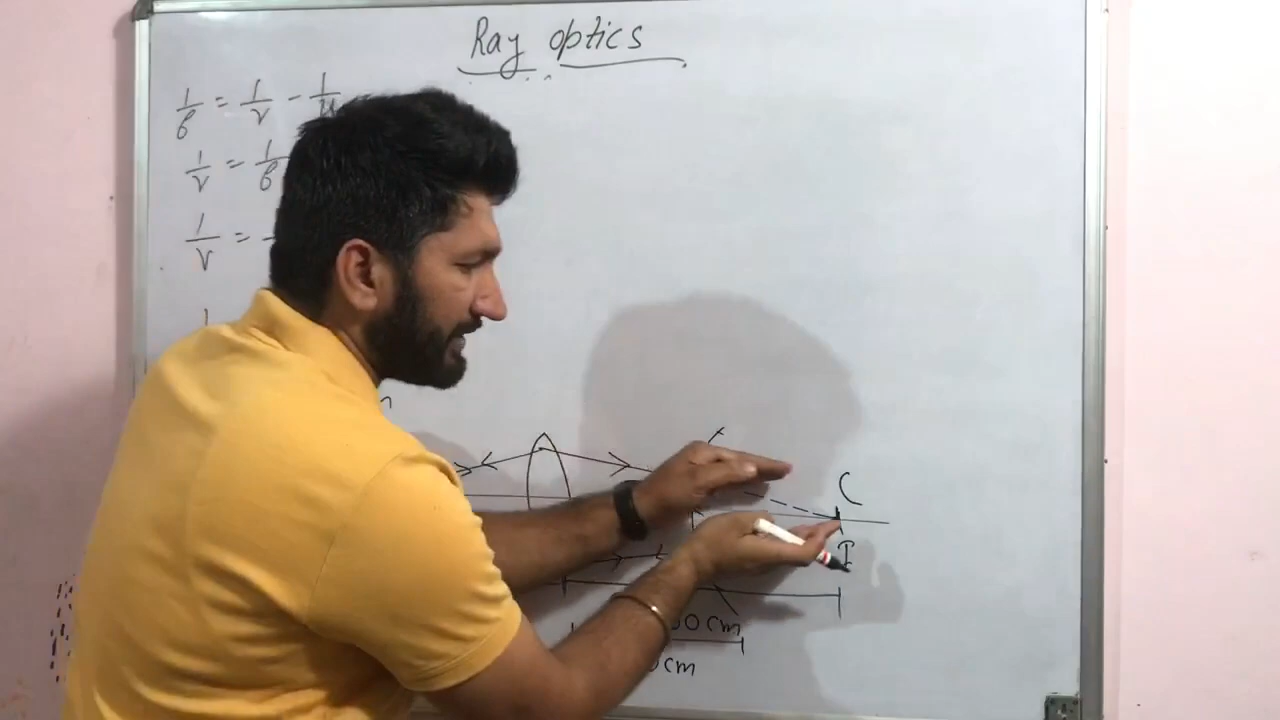 Ray optics
1/f = 1/v - 1/u
1/v = 1/f
1/v =
C
I
cm
cm